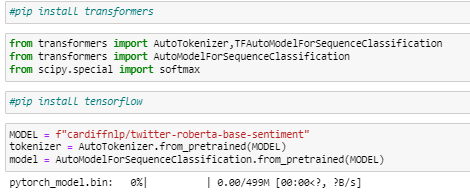 #pip install transformers
from transformers import AutoTokenizer,TFAutoModelForSequenceClassification
from transformers import AutoModelForSequenceClassification
from scipy.special import softmax
#pip install tensorflow
MODEL = f"cardiffnlp/twitter-roberta-base-sentiment"
tokenizer = AutoTokenizer.from_pretrained(MODEL)
model = AutoModelForSequenceClassification.from_pretrained(MODEL)
pytorch_model.bin:   0%|          | 0.00/499M [00:00<?, ?B/s]